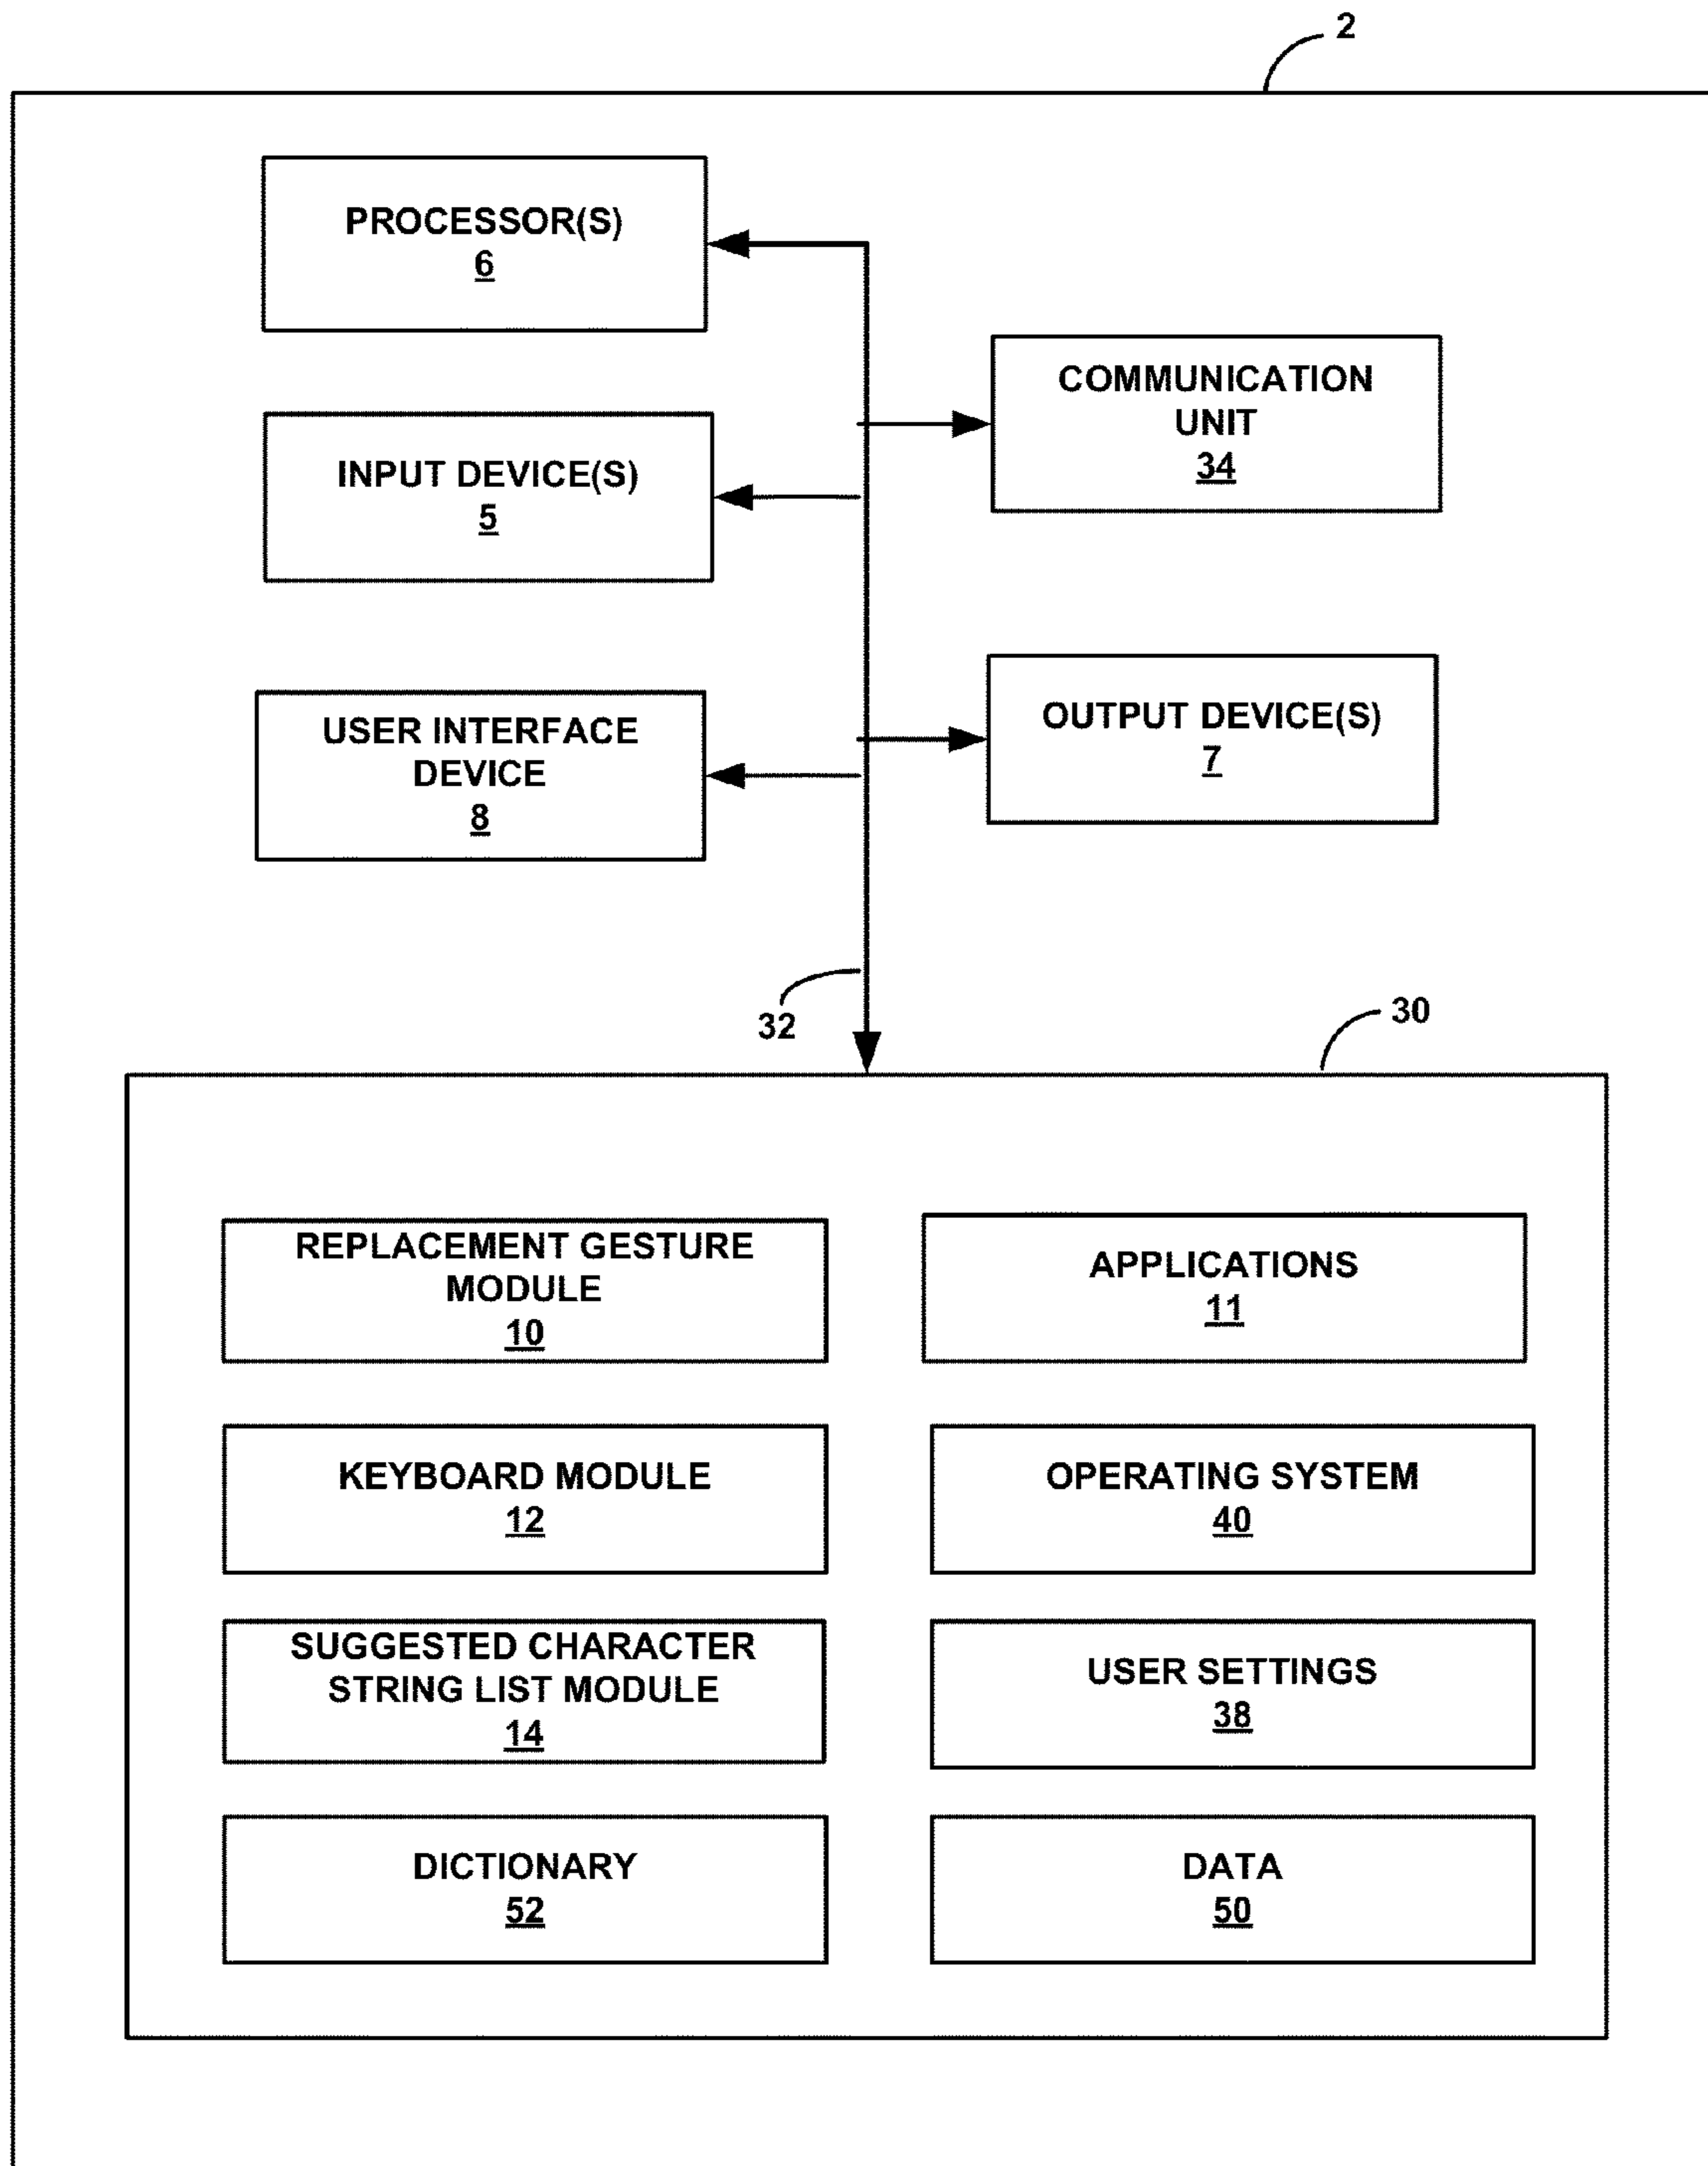 2
PROCESSOR(S)
6
COMMUNICATION
UNIT
34
INPUT DEVICE(S)
5
USER INTERFACE
DEVICE
8
OUTPUT DEVICE(S)
7
32
30
REPLACEMENT GESTURE
MODULE
10
APPLICATIONS
11
KEYBOARD MODULE
12
OPERATING SYSTEM
40
SUGGESTED CHARACTER
STRING LIST MODULE
14
USER SETTINGS
38
DICTIONARY
52
DATA
50